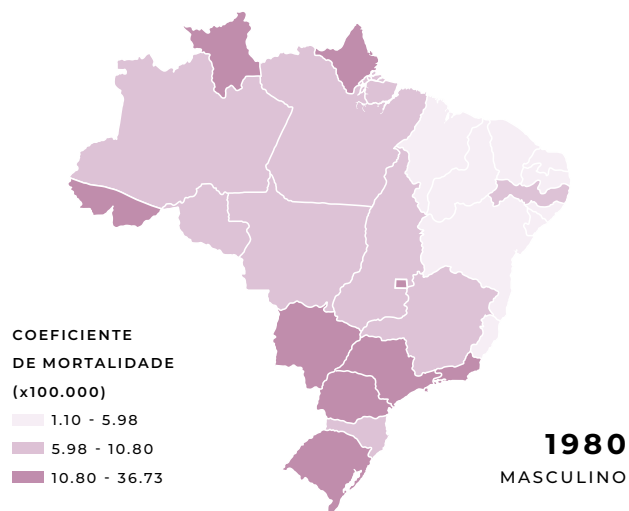 COEFICIENTE
DE MORTALIDADE
(x100.000)
1.10 - 5.98
5.98 - 10.80
10.80 - 36.73
1980
MASCULINO